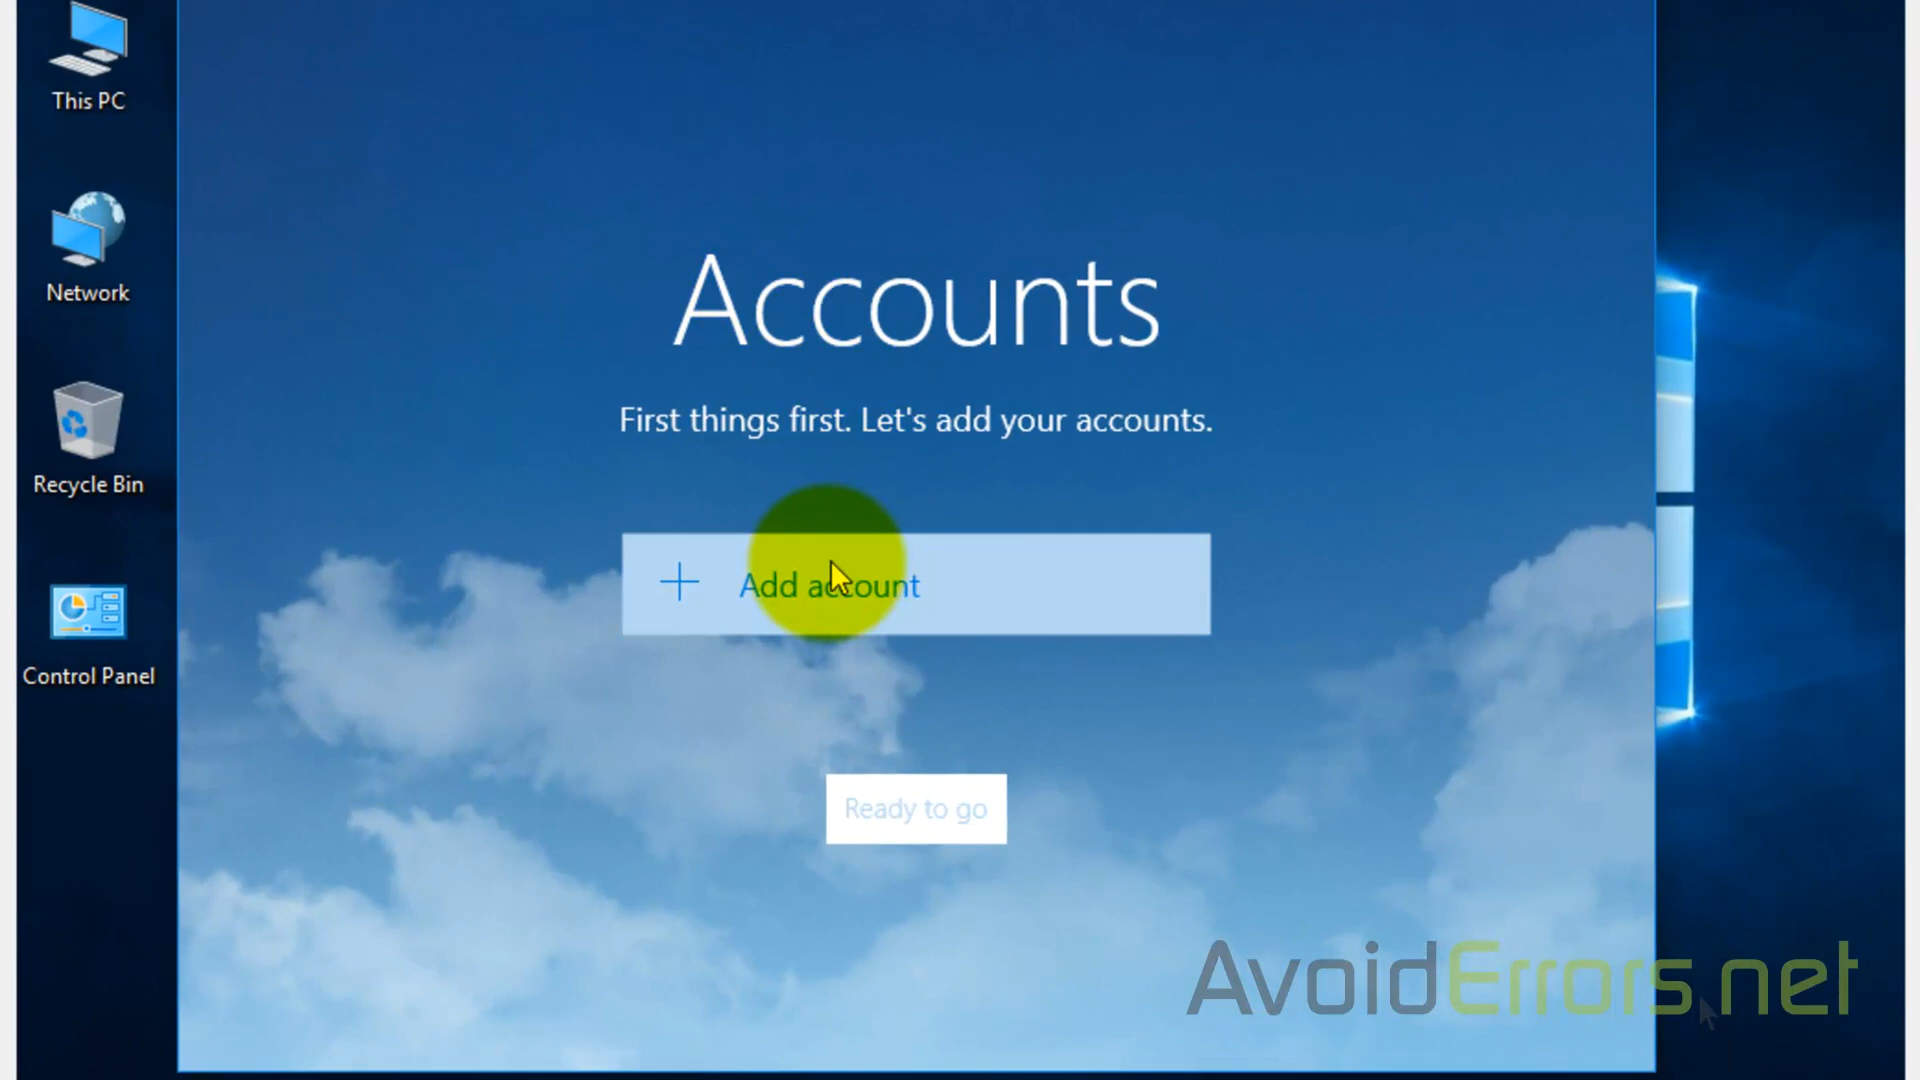 This PC
Network
Recycle Bin
Control Panel
Accounts
First things first. Let's add your accounts.
Add account
Ready to go
AvoidErrors.net